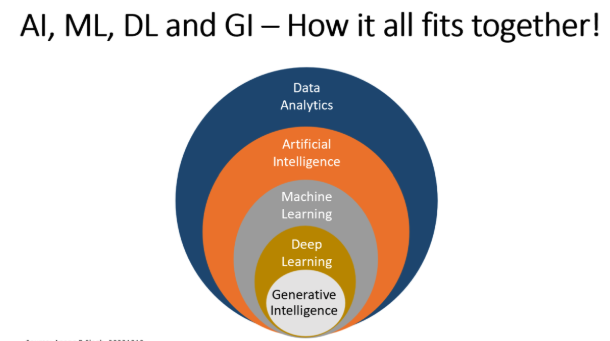 AI, ML, DL and GI – How it all fits together!
Data
Analytics
Artificial
Intelligence
Machine
Learning
Deep
Learning
Generative
Intelligence